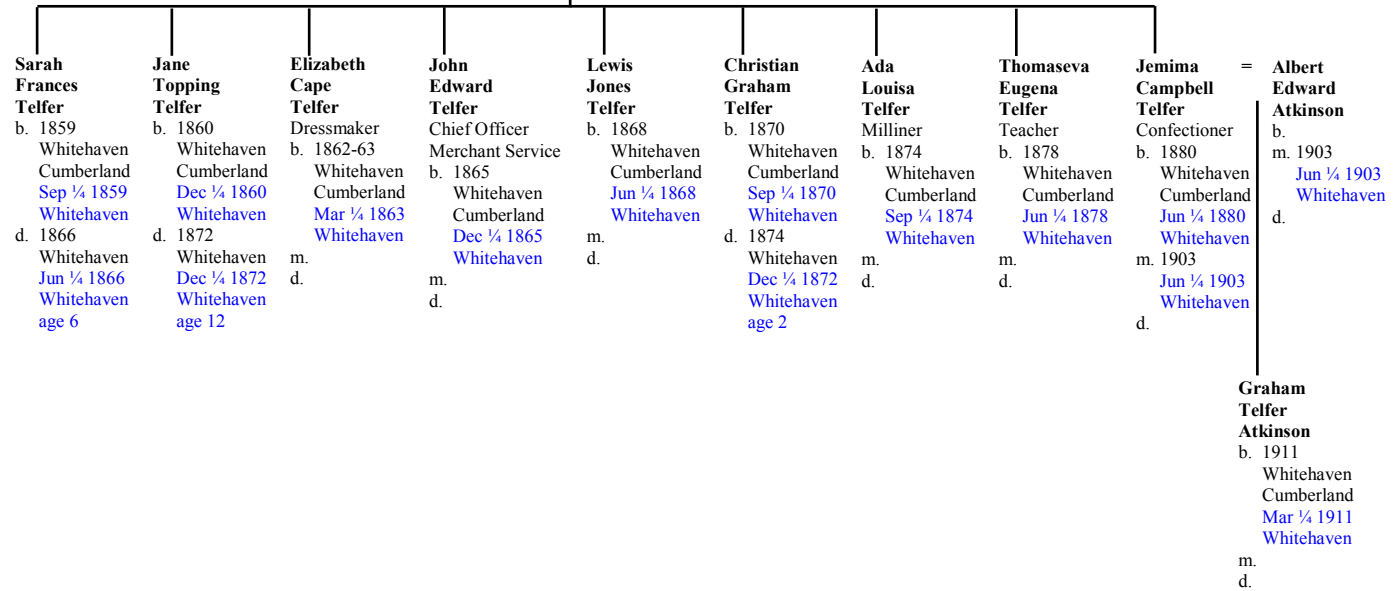 Sarah
Frances
Telfer
b. 1859
Whitehaven
Cumberland
Sep ¼ 1859
Whitehaven
d. 1866
Whitehaven
Jun ¼ 1866
Whitehaven
age 6
Jane
Topping
Telfer
b. 1860
Whitehaven
Cumberland
Dec ¼ 1860
Whitehaven
d. 1872
Whitehaven
Dec ¼ 1872
Whitehaven
age 12
Elizabeth
Cape
Telfer
Dressmaker
b. 1862-63
Whitehaven
Cumberland
Mar ¼ 1863
Whitehaven
m.
d.
John
Edward
Telfer
Chief Officer
Merchant Service
b. 1865
Whitehaven
Cumberland
Dec ¼ 1865
Whitehaven
m.
d.
Lewis
Jones
Telfer
b. 1868
Whitehaven
Cumberland
Jun ¼ 1868
Whitehaven
m.
d.
Christian
Graham
Telfer
b. 1870
Whitehaven
Cumberland
Sep ¼ 1870
Whitehaven
d. 1874
Whitehaven
Dec ¼ 1872
Whitehaven
age 2
Ada
Louisa
Telfer
Milliner
b. 1874
Whitehaven
Cumberland
Sep ¼ 1874
Whitehaven
m.
d.
Thomaseva
Eugena
Telfer
Teacher
b. 1878
Whitehaven
Cumberland
Jun ¼ 1878
Whitehaven
m.
d.
Jemima =
Campbell
Telfer
Confectioner
b. 1880
Whitehaven
Cumberland
Jun ¼ 1880
Whitehaven
m. 1903
Jun ¼ 1903
Whitehaven
d.
Albert
Edward
Atkinson
b.
m. 1903
Jun ¼ 1903
Whitehaven
d.
Graham
Telfer
Atkinson
b. 1911
Whitehaven
Cumberland
Mar ¼ 1911
Whitehaven
m.
d.